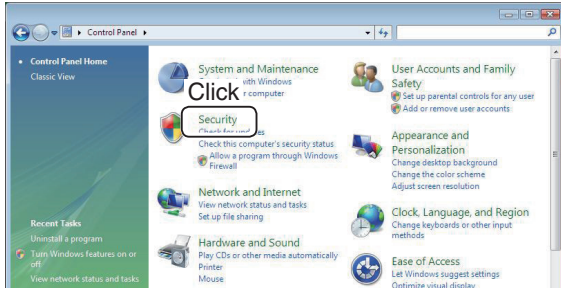 Control Panel
Control Panel Home
Classic View
Recent Tasks
Uninstall a program
Turn Windows features on or
off
View network status and tasks
System and Maintenance
with Windows
computer
Click
Security
Check for updates
Check this computer's security status
Allow a program through Windows
Firewall
Network and Internet
View network status and tasks
Set up file sharing
Hardware and Sound
Play CDs or other media automatically
Printer
Mouse
User Accounts and Family
Safety
Set up parental controls for any user
Add or remove user accounts
Appearance and
Personalization
Change desktop background
Change the color scheme
Adjust screen resolution
Clock, Language, and Region
Change keyboards or other input
methods
Ease of Access
Let Windows suggest settings
Optimize visual display